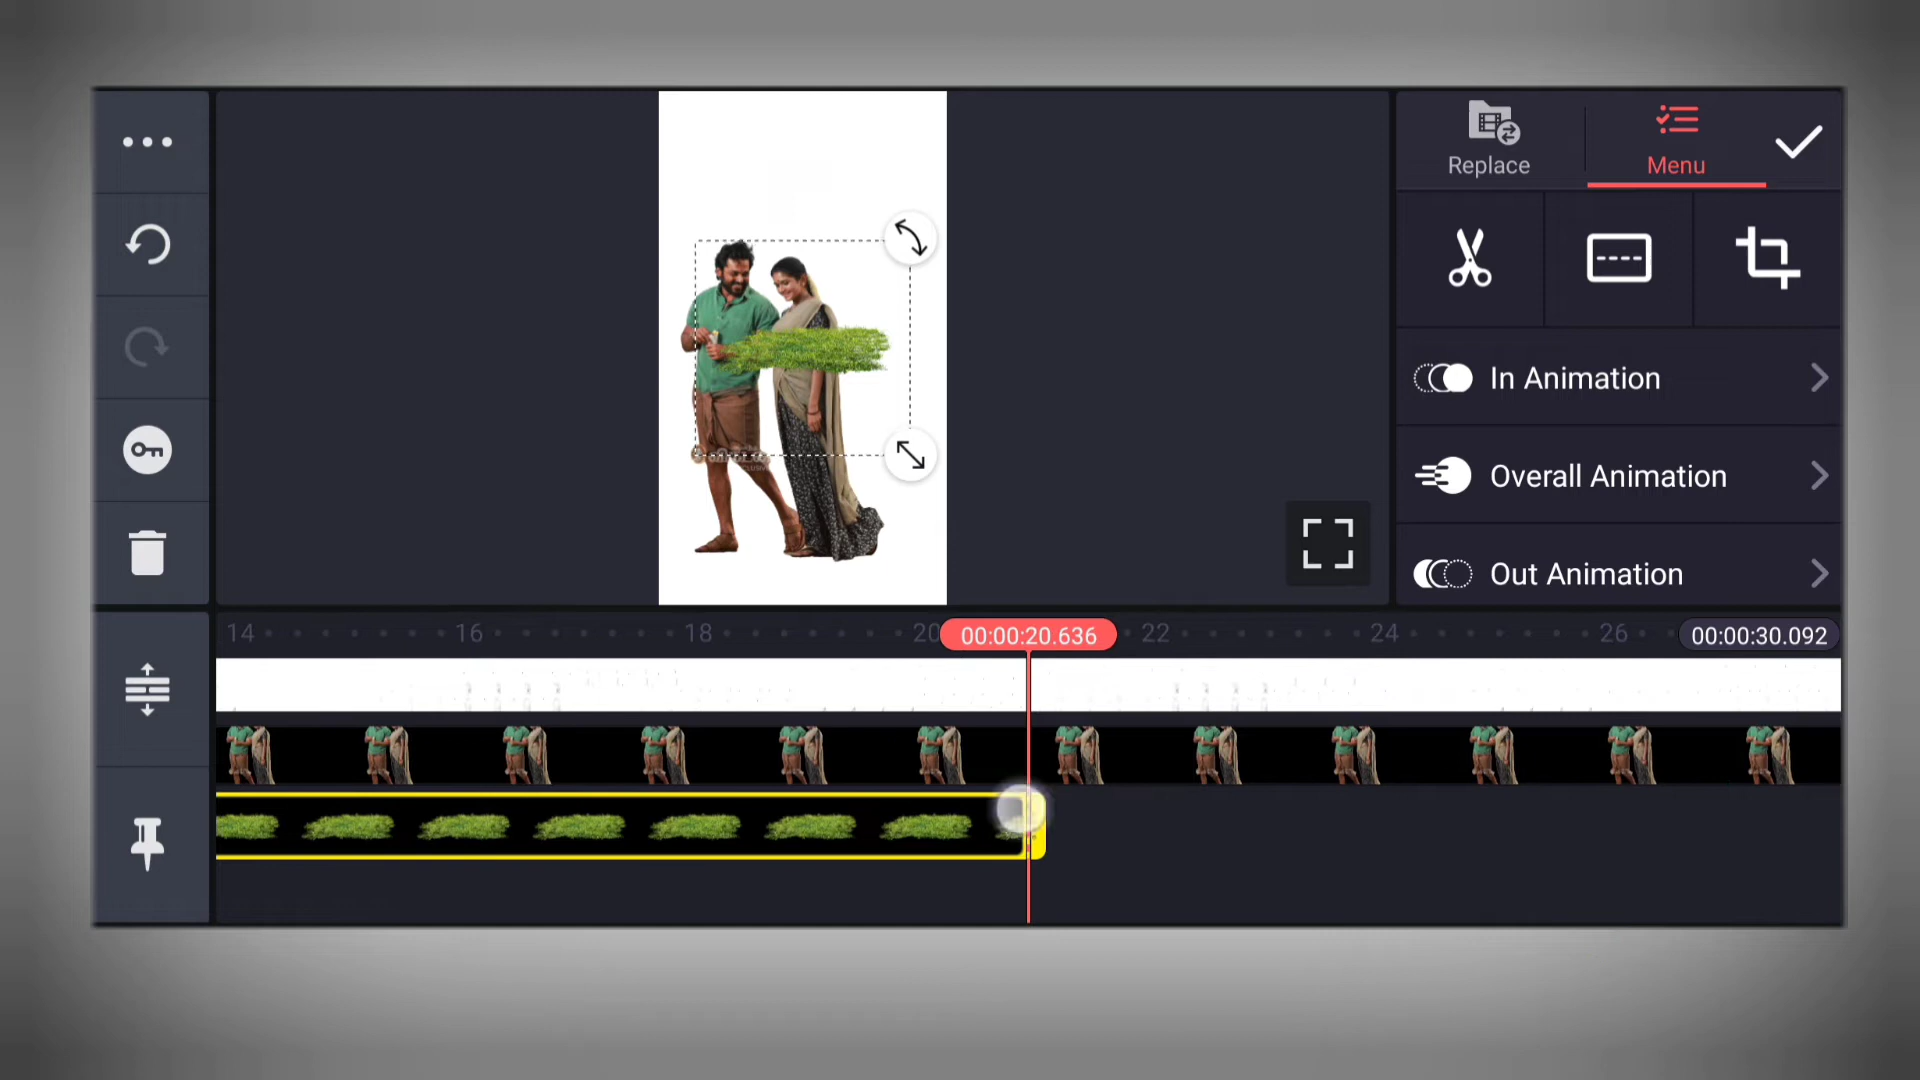 Replace
Menu
In Animation
Overall Animation
Out Animation
14
16
18
20
00:00:20.636
22
24
26
00:00:30.092